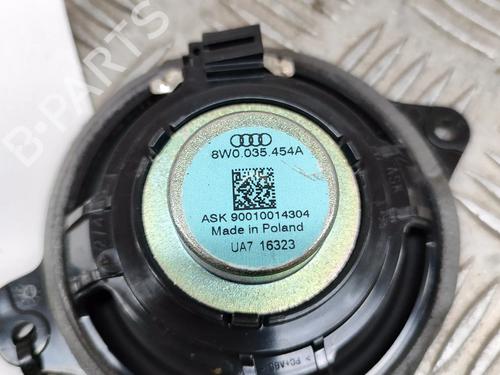 B-PARTS
8W0.035.454A
ASK 90010014304
Made in Poland
UA7 16323